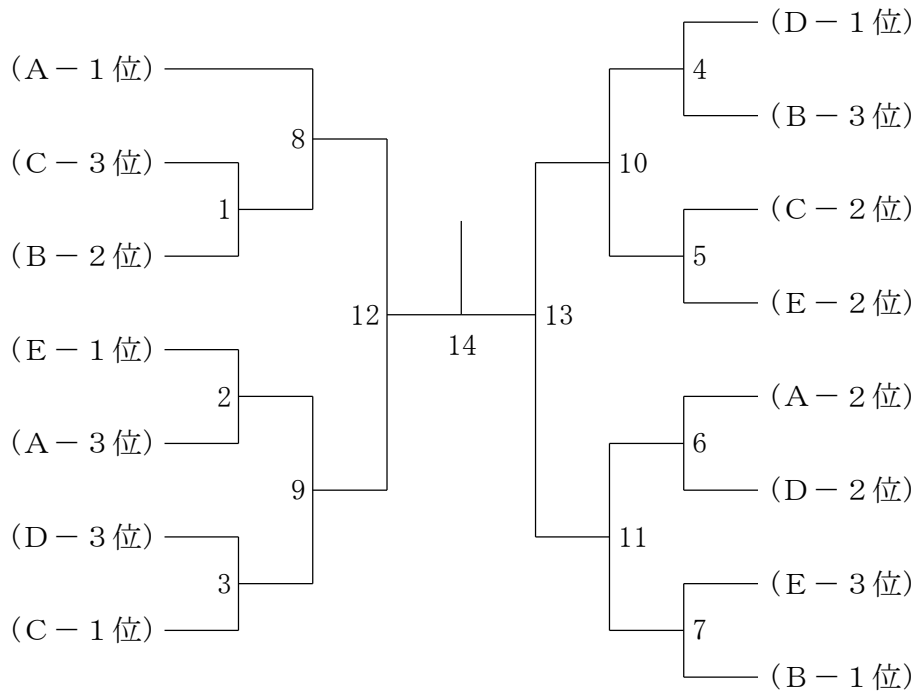 (A－1位)
(C－3位)
(B－2位)
(E－1位)
(A－3位)
(D－3位)
(C－1位)
8
1
2
9
3
12
14
13
10
11
4
5
6
7
(D－1位)
(B－3位)
(C－2位)
(E－2位)
(A－2位)
(D－2位)
(E－3位)
(B－1位)